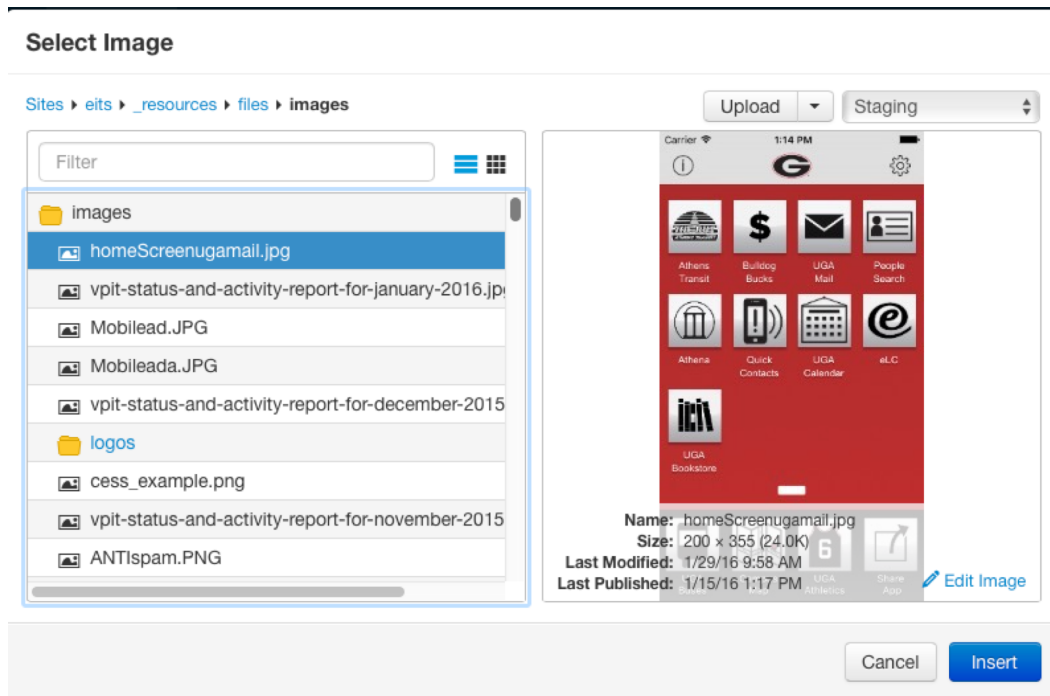 Select Image
Sites eits _resources files images
Upload
Staging
Filter
images
homeScreenugamail.jpg
vpit-status-and-activity-report-for-january-2016.jp
Mobilead.JPG
Mobileada.JPG
vpit-status-and-activity-report-for-december-2015
logos
cess_example.png
vpit-status-and-activity-report-for-november-2015
ANTIspam.PNG
Carrier 1:14 PM
G
Athens Transit
Bulldog Bucks
UGA Mail
People Search
Athena
Quick Contacts
UGA Calendar
eLC
UGA Bookstore
Name: homeScreenugamail.jpg
Size: 200 × 355 (24.0K)
Last Modified: 1/29/16 9:58 AM
Last Published: 1/15/16 1:17 PM
6
UGA Athletics
Share App
Edit Image
Cancel
Insert